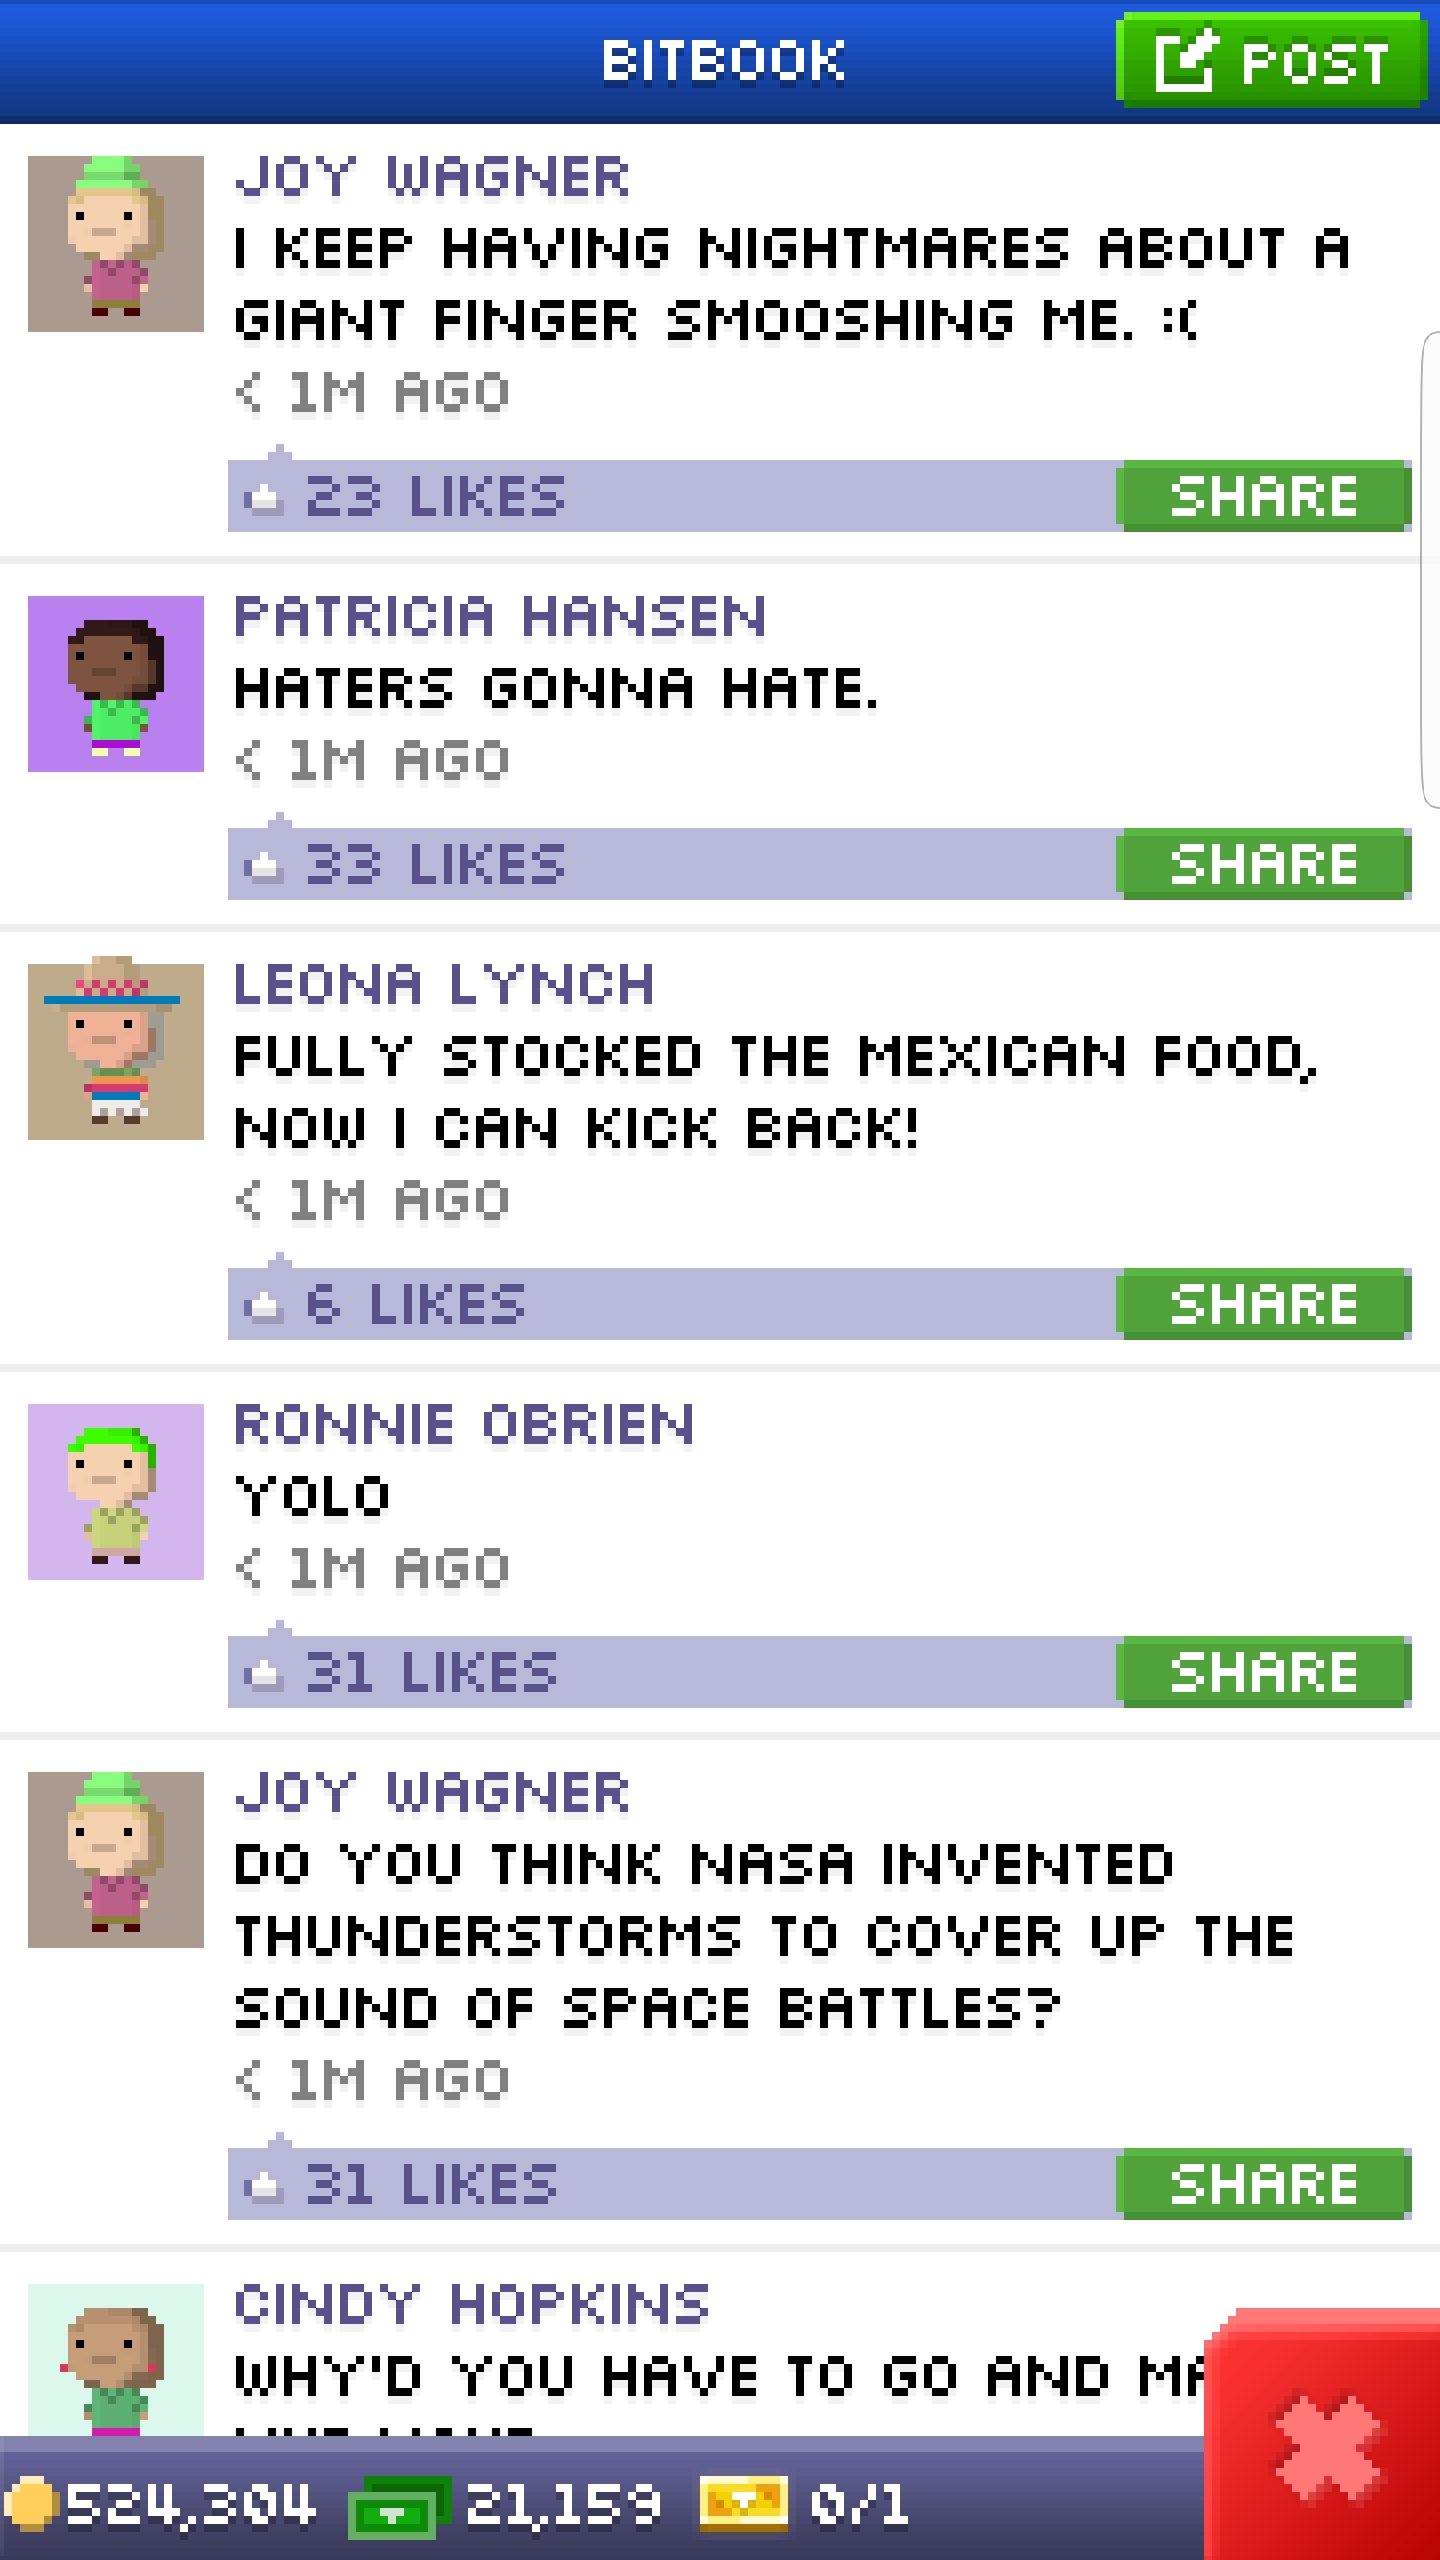 BITBOOK
POST
JOY WAGNER
I KEEP HAVING NIGHTMARES ABOUT A
GIANT FINGER SMOOSHING ME. :(
< 1M AGO
23 LIKES
SHARE
PATRICIA HANSEN
HATERS GONNA HATE.
< 1M AGO
33 LIKES
SHARE
LEONA LYNCH
FULLY STOCKED THE MEXICAN FOOD,
NOW I CAN KICK BACK!
< 1M AGO
6 LIKES
SHARE
RONNIE OBRIEN
YOLO
< 1M AGO
31 LIKES
SHARE
JOY WAGNER
DO YOU THINK NASA INVENTED
THUNDERSTORMS TO COVER UP THE
SOUND OF SPACE BATTLES?
< 1M AGO
31 LIKES
SHARE
CINDY HOPKINS
WHY'D YOU HAVE TO GO AND
524,304
21,159
0/1